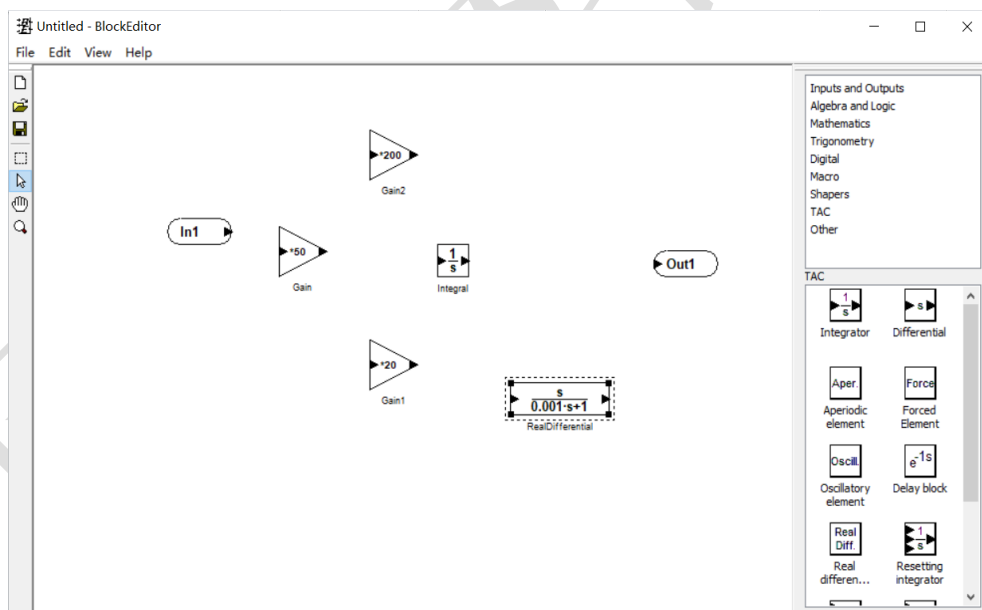 Untitled - BlockEditor
File Edit View Help
*200
Gain2
In1
*50
Gain
1
s
Integral
Out1
*20
Gain1
s
0.001·s+1
RealDifferential
Inputs and Outputs
Algebra and Logic
Mathematics
Trigonometry
Digital
Macro
Shapers
TAC
Other
TAC
1
s
Integrator
s
Differential
Aper.
Aperiodic
element
Force
Forced
Element
Oscill.
Oscillatory
element
e-1s
Delay block
Real
Diff.
Real
differen...
1
s
Resetting
integrator